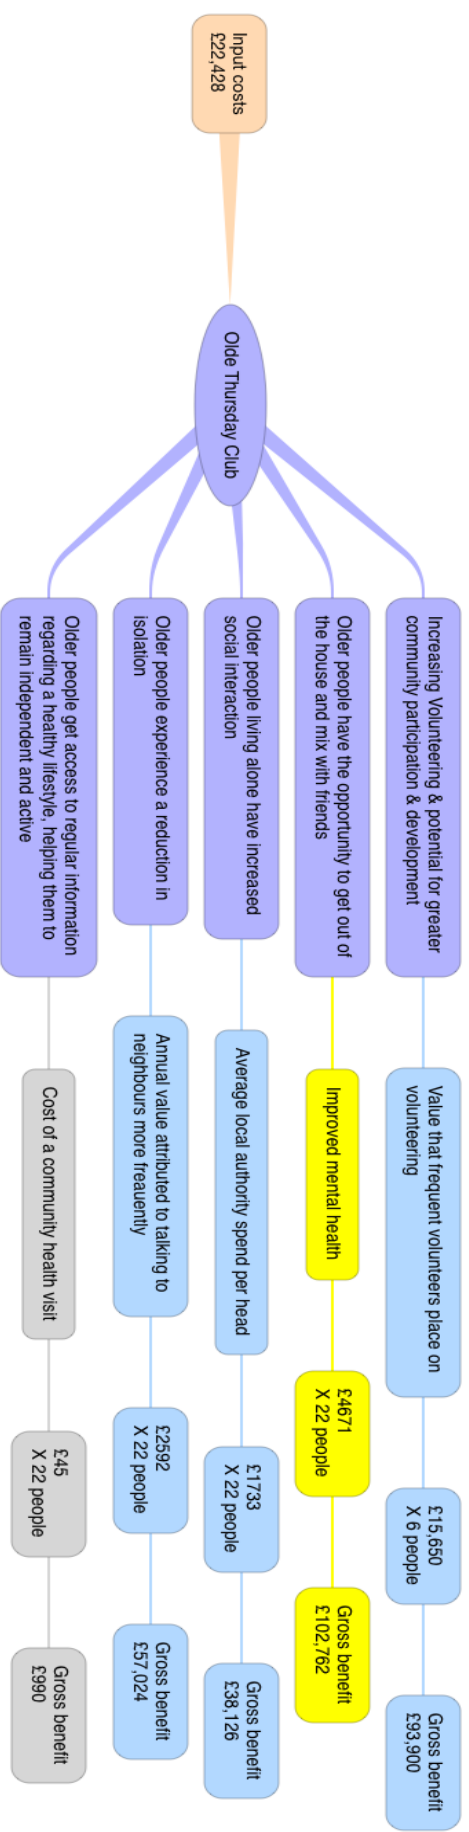 Input costs
£22,428
Olde Thursday Club
Increasing Volunteering & potential for greater
community participation & development
Value that frequent volunteers place on
volunteering
£15,650
X 6 people
Gross benefit
£93,900
Older people have the opportunity to get out of
the house and mix with friends
Improved mental health
£4671
X 22 people
Gross benefit
£102,762
Older people living alone have increased
social interaction
Average local authority spend per head
£1733
X 22 people
Gross benefit
£38,126
Older people experience a reduction in
isolation
Annual value attributed to talking to
neighbours more freauently
£2592
X 22 people
Gross benefit
£57,024
Older people get access to regular information
regarding a healthy lifestyle, helping them to
remain independent and active
Cost of a community health visit
£45
X 22 people
Gross benefit
£990